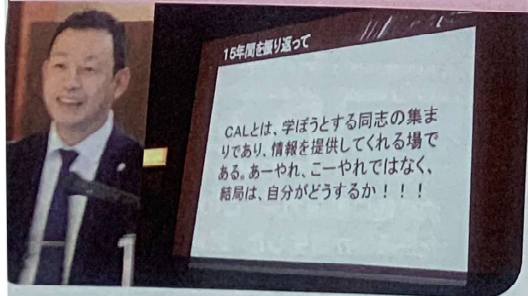 15年間を振り返って
CALとは、学ぼうとする同志の集ま
りであり、情報を提供してくれる場で
ある。あーやれ、こーやれではなく、
結局は、自分がどうするか！！！